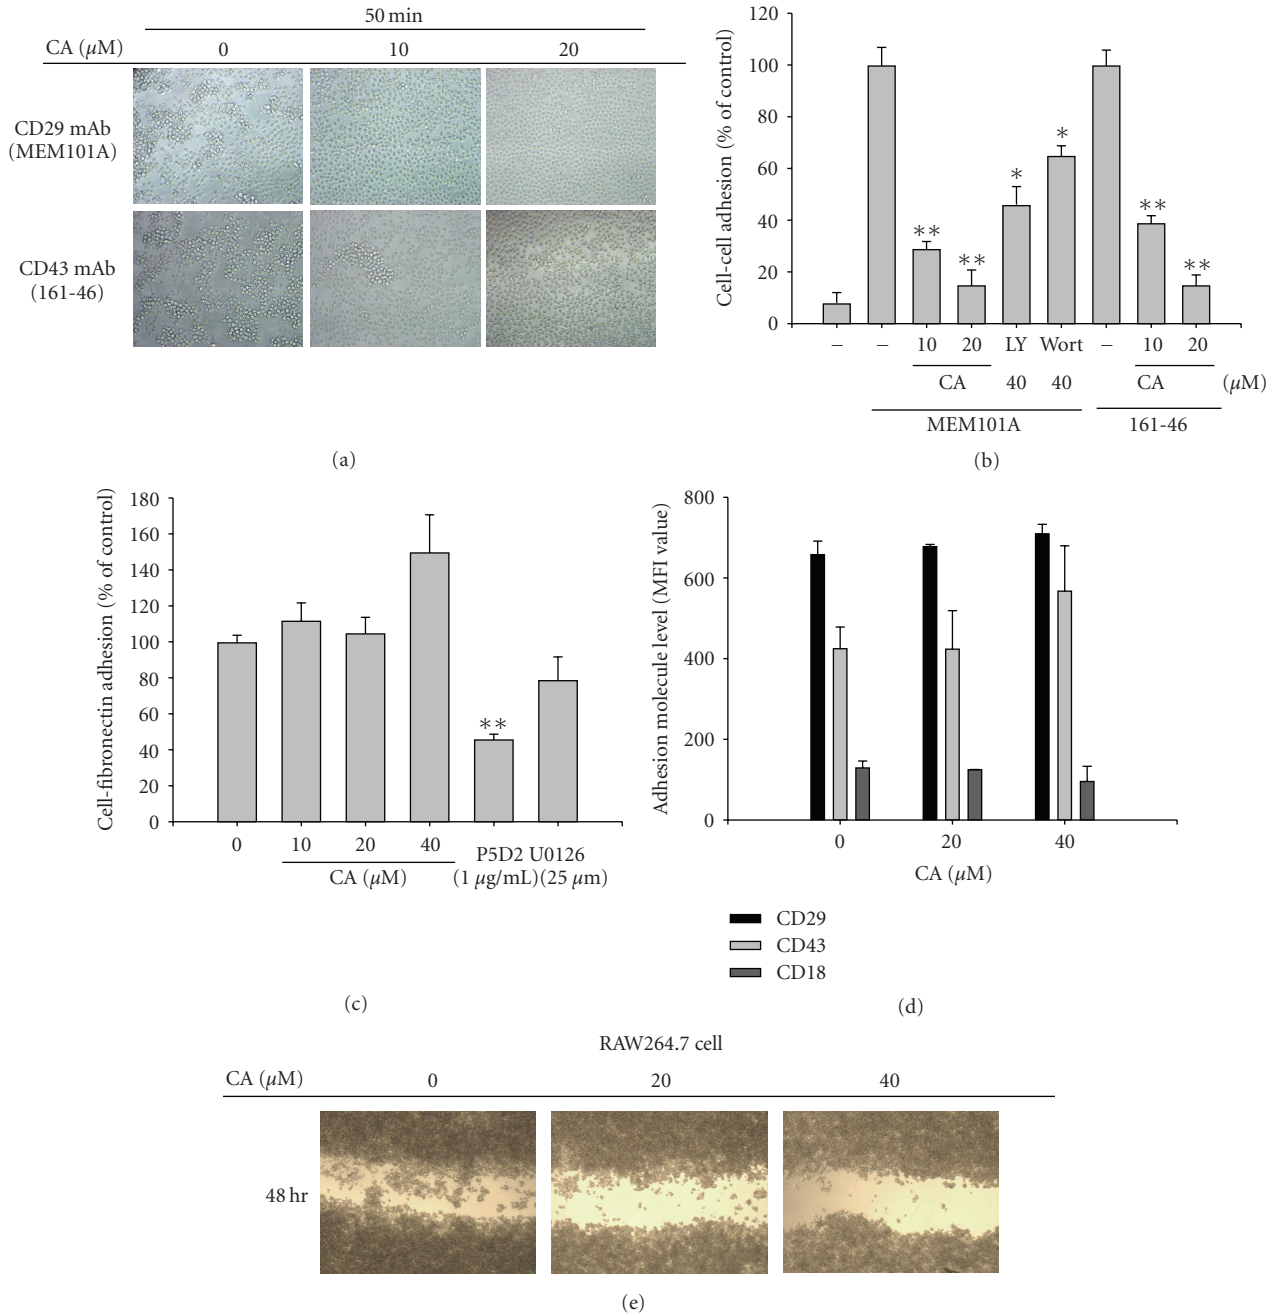 50 min
CA (μM) 0 10 20
CD29 mAb
(MEM101A)
CD43 mAb
(161-46)
(a)
120
100
80
60
40
20
0
Cell-cell adhesion (% of control)
** ** * * ** **
− − 10 20 LY Wort − 10 20
CA 40 40 CA (μM)
MEM101A 161-46
(b)
180
160
140
120
100
80
60
40
20
0
Cell-fibronectin adhesion (% of control)
**
0 10 20 40 P5D2 U0126
CA (μM) (1 μg/mL)(25 μm)
(c)
800
600
400
200
0
Adhesion molecule level (MFI value)
0 20 40
CA (μM)
CD29
CD43
CD18
(d)
RAW264.7 cell
CA (μM) 0 20 40
48 hr
(e)